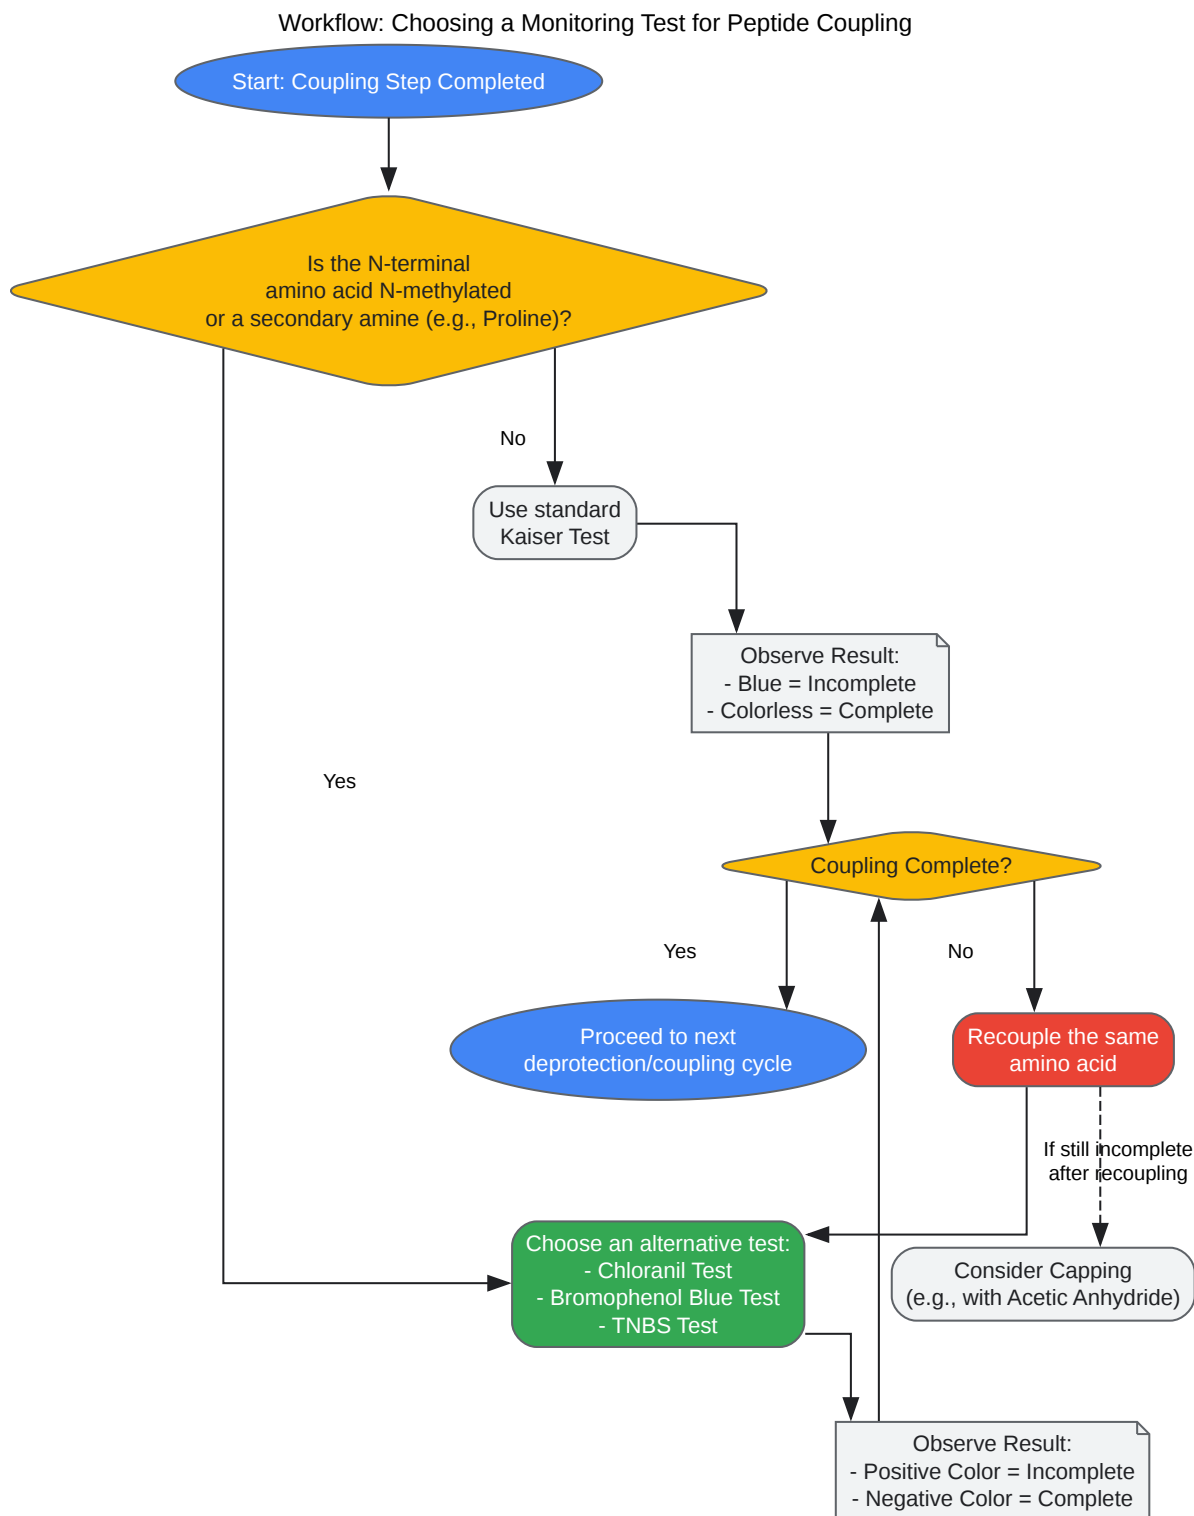 Workflow: Choosing a Monitoring Test for Peptide Coupling
Start: Coupling Step Completed
Is the N-terminal
amino acid N-methylated
or a secondary amine (e.g., Proline)?
No
Use standard
Kaiser Test
Observe Result:
- Blue = Incomplete
- Colorless = Complete
Yes
Coupling Complete?
Yes
No
Proceed to next
deprotection/coupling cycle
Recouple the same
amino acid
If still incomplete
after recoupling
Choose an alternative test:
- Chloranil Test
- Bromophenol Blue Test
- TNBS Test
Consider Capping
(e.g., with Acetic Anhydride)
Observe Result:
- Positive Color = Incomplete
- Negative Color = Complete